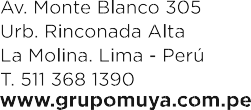 Av. Monte Blanco 305
Urb. Rinconada Alta
La Molina. Lima - Perú
T. 511 368 1390
www.grupomuya.com.pe